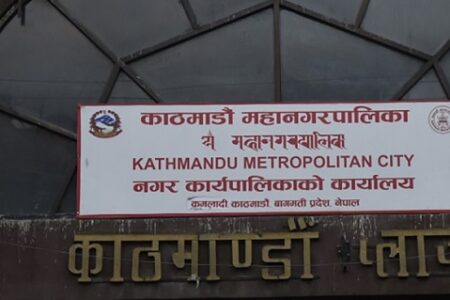 काठमाडौं महानगरपालिका
KATHMANDU METROPOLITAN CITY
नगर कार्यपालिकाको कार्यालय
कमलादी काठमाडौं, बागमती प्रदेश, नेपाल
काठमाण्डौं प्लाजा